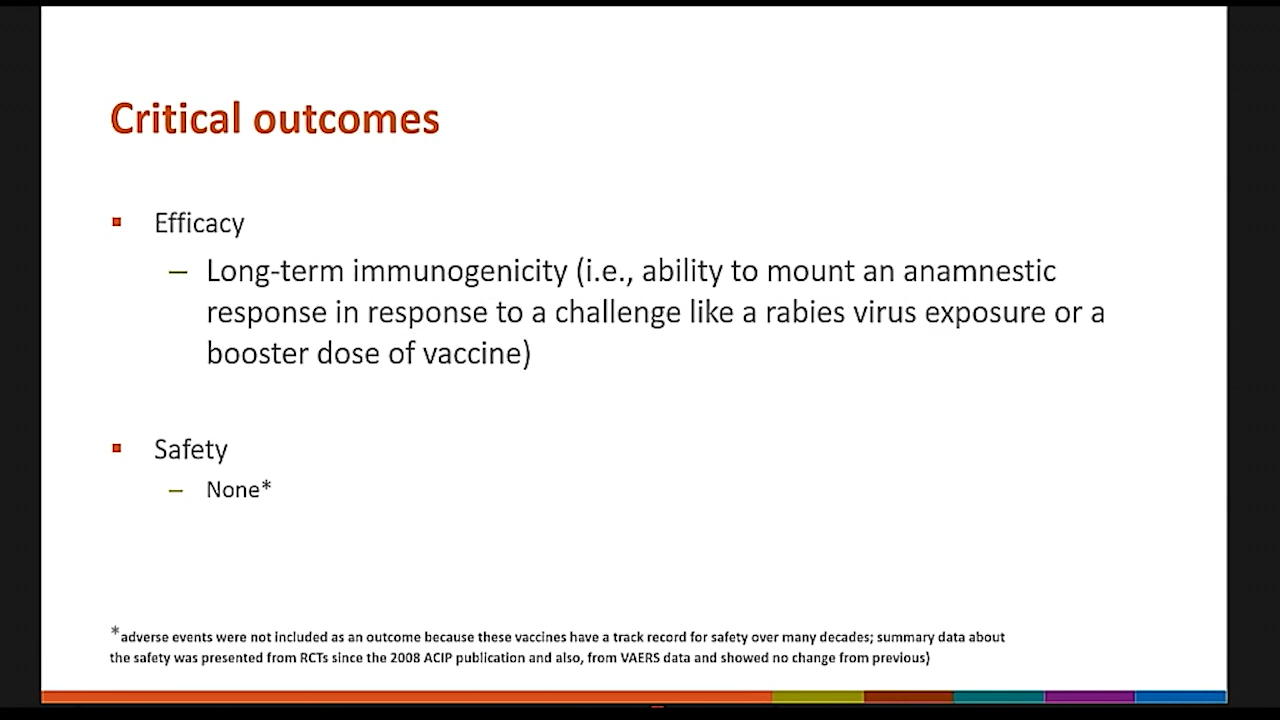 Critical outcomes
Efficacy
– Long-term immunogenicity (i.e., ability to mount an anamnestic
response in response to a challenge like a rabies virus exposure or a
booster dose of vaccine)
Safety
– None*
*adverse events were not included as an outcome because these vaccines have a track record for safety over many decades; summary data about
the safety was presented from RCTs since the 2008 ACIP publication and also, from VAERS data and showed no change from previous)